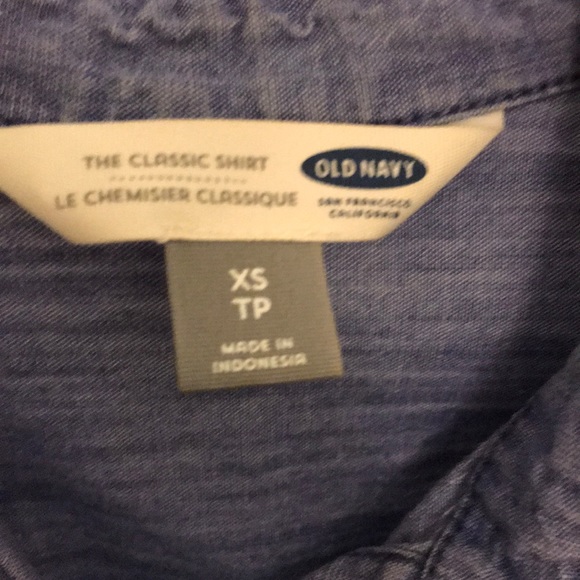 THE CLASSIC SHIRT
LE CHEMISIER CLASSIQUE
OLD NAVY
SAN FRANCISCO
CALIFORNIA
XS
TP
MADE IN
INDONESIA